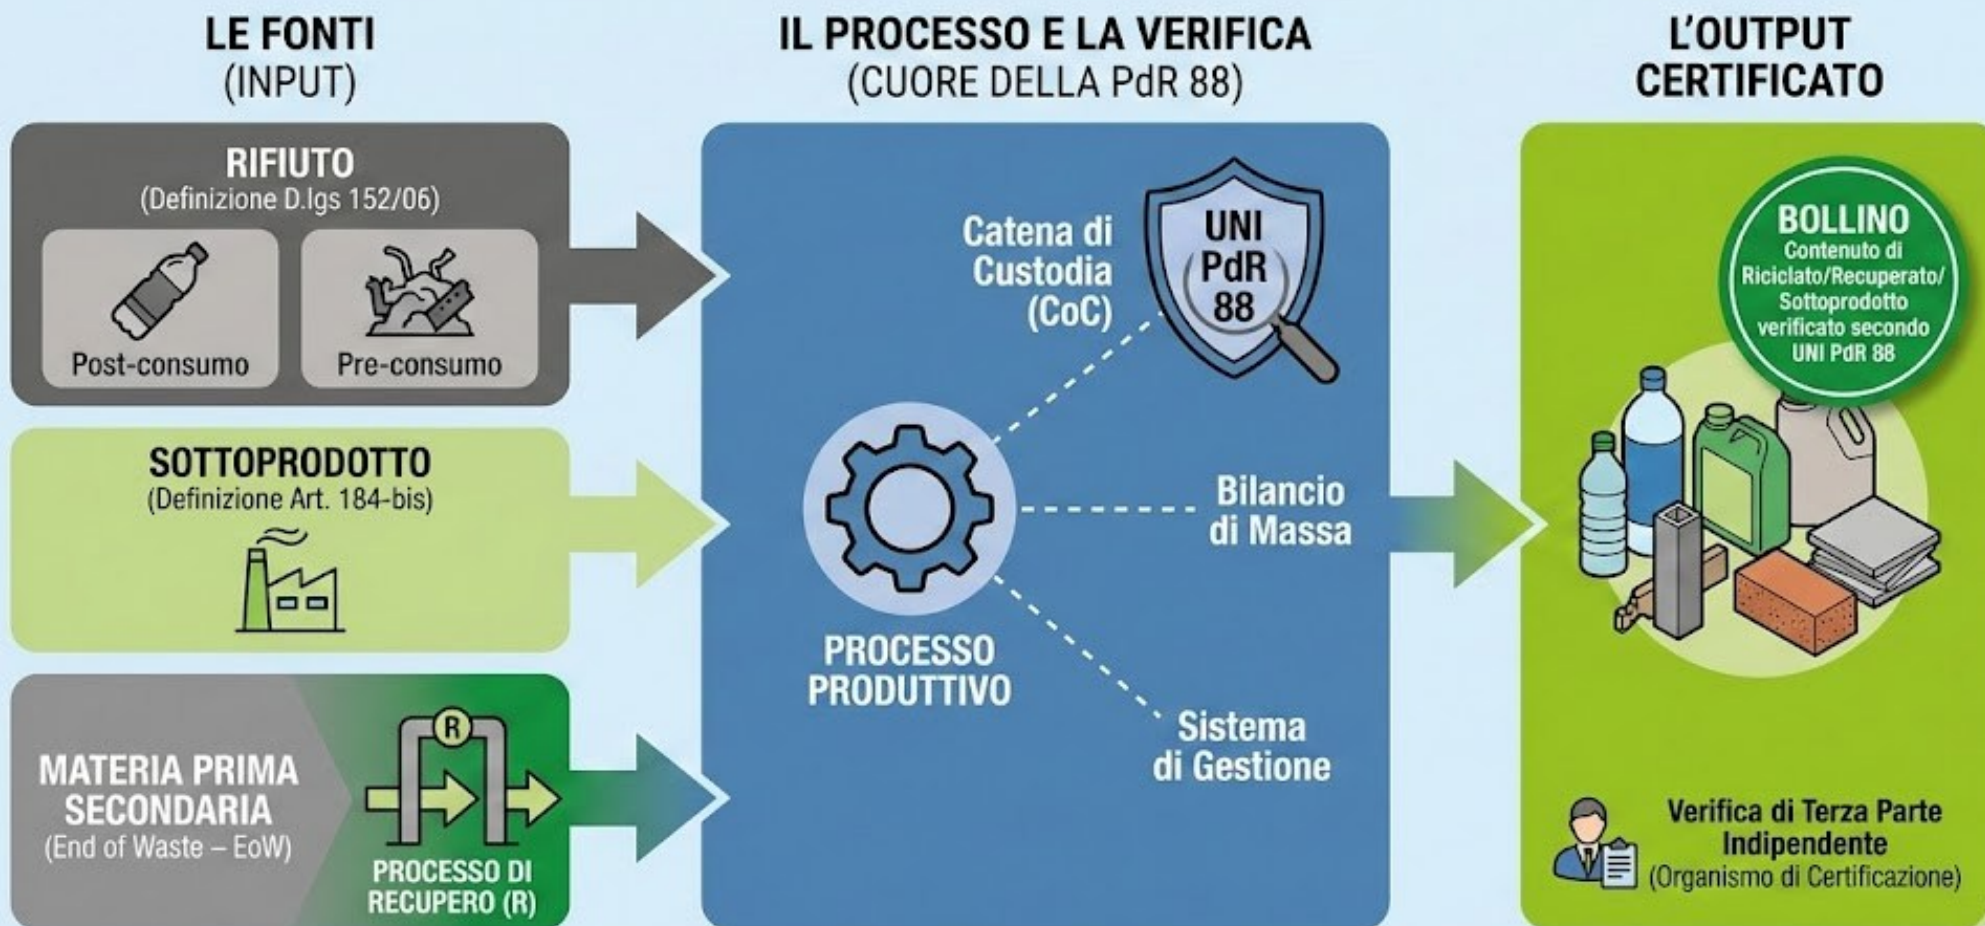 LE FONTI
(INPUT)
RIFIUTO
(Definizione D.lgs 152/06)
Post-consumo
Pre-consumo
SOTTOPRODOTTO
(Definizione Art. 184-bis)
MATERIA PRIMA
SECONDARIA
(End of Waste – EoW)
R
PROCESSO DI
RECUPERO (R)
IL PROCESSO E LA VERIFICA
(CUORE DELLA PdR 88)
Catena di
Custodia
(CoC)
UNI
PdR
88
PROCESSO
PRODUTTIVO
Bilancio
di Massa
Sistema
di Gestione
L'OUTPUT
CERTIFICATO
BOLLINO
Contenuto di
Riciclato/Recuperato/
Sottoprodotto
verificato secondo
UNI PdR 88
Verifica di Terza Parte
Indipendente
(Organismo di Certificazione)